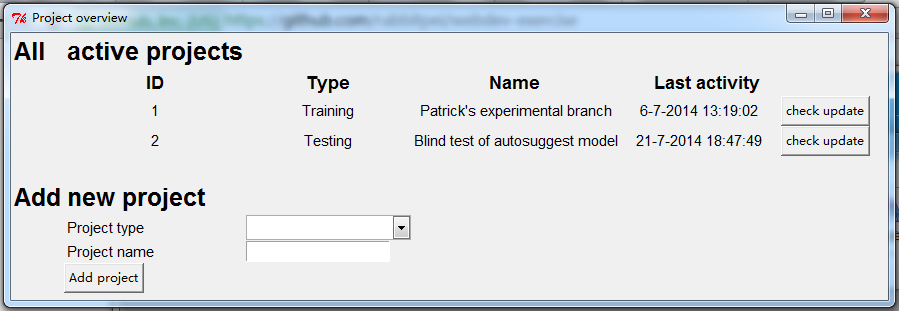 Project overview
All active projects
ID Type Name Last activity
1 Training Patrick's experimental branch 6-7-2014 13:19:02 check update
2 Testing Blind test of autosuggest model 21-7-2014 18:47:49 check update
Add new project
Project type
Project name
Add project